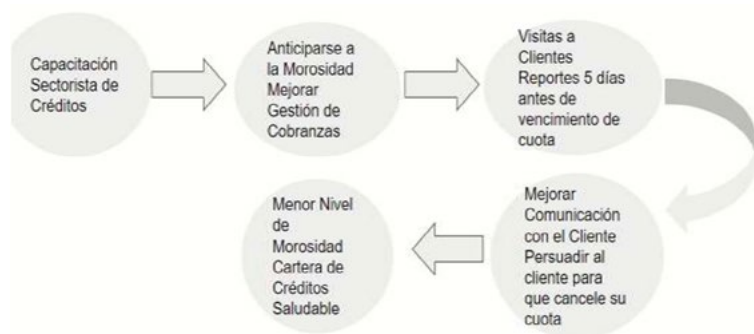 Capacitación
Sectorista de
Créditos
Anticiparse a
la Morosidad
Mejorar
Gestión de
Cobranzas
Visitas a
Clientes
Reportes 5 días
antes de
vencimiento de
cuota
Mejorar
Comunicación
con el Cliente
Persuadir al
cliente para
que cancele su
cuota
Menor Nivel
de
Morosidad
Cartera de
Créditos
Saludable